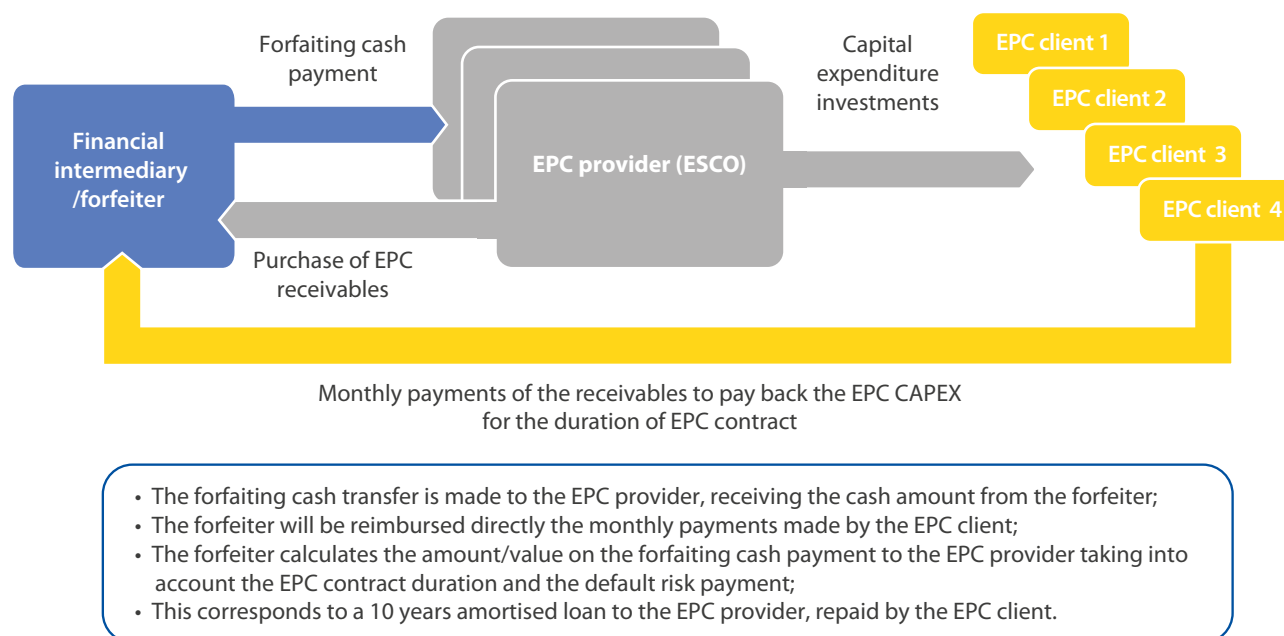 Forfaiting cash
payment
Capital
expenditure
investments
EPC client 1
EPC client 2
EPC client 3
EPC client 4
Financial
intermediary
/forfeiter
EPC provider (ESCO)
Purchase of EPC
receivables
Monthly payments of the receivables to pay back the EPC CAPEX
for the duration of EPC contract
• The forfaiting cash transfer is made to the EPC provider, receiving the cash amount from the forfeiter;
• The forfeiter will be reimbursed directly the monthly payments made by the EPC client;
• The forfeiter calculates the amount/value on the forfaiting cash payment to the EPC provider taking into
account the EPC contract duration and the default risk payment;
• This corresponds to a 10 years amortised loan to the EPC provider, repaid by the EPC client.